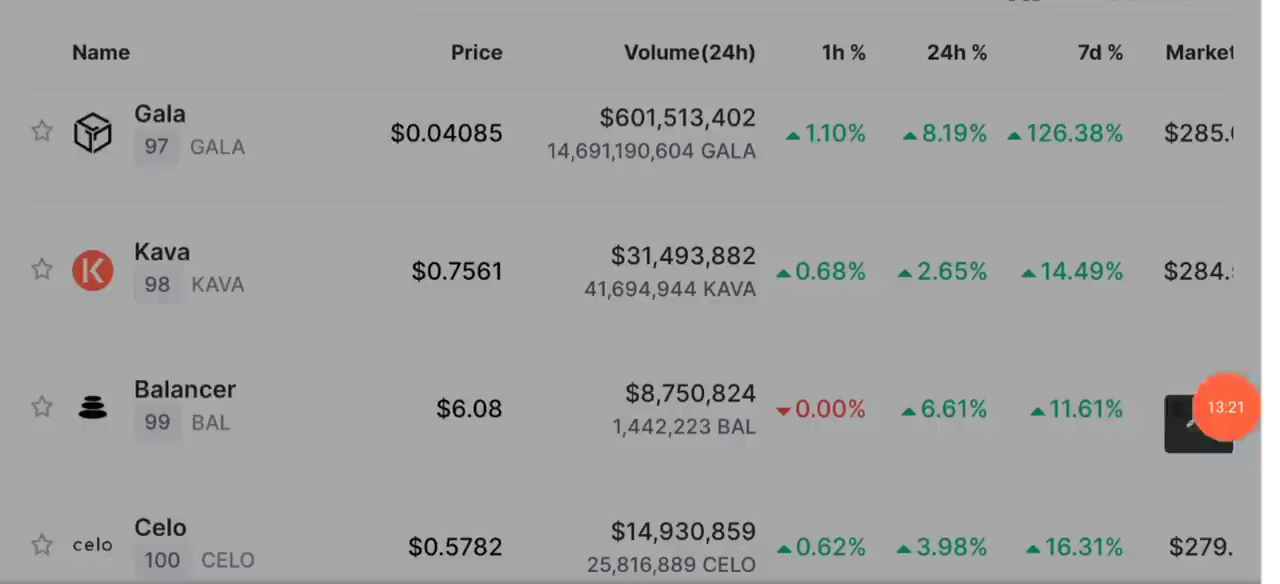 Name Price Volume(24h) 1h % 24h % 7d % Market
Gala $0.04085 $601,513,402 1.10% 8.19% 126.38% $285.
97 GALA 14,691,190,604 GALA
Kava $0.7561 $31,493,882 0.68% 2.65% 14.49% $284.
98 KAVA 41,694,944 KAVA
Balancer $6.08 $8,750,824 0.00% 6.61% 11.61%
99 BAL 1,442,223 BAL
13:21
Celo $0.5782 $14,930,859 0.62% 3.98% 16.31% $279.
celo
100 CELO 25,816,889 CELO